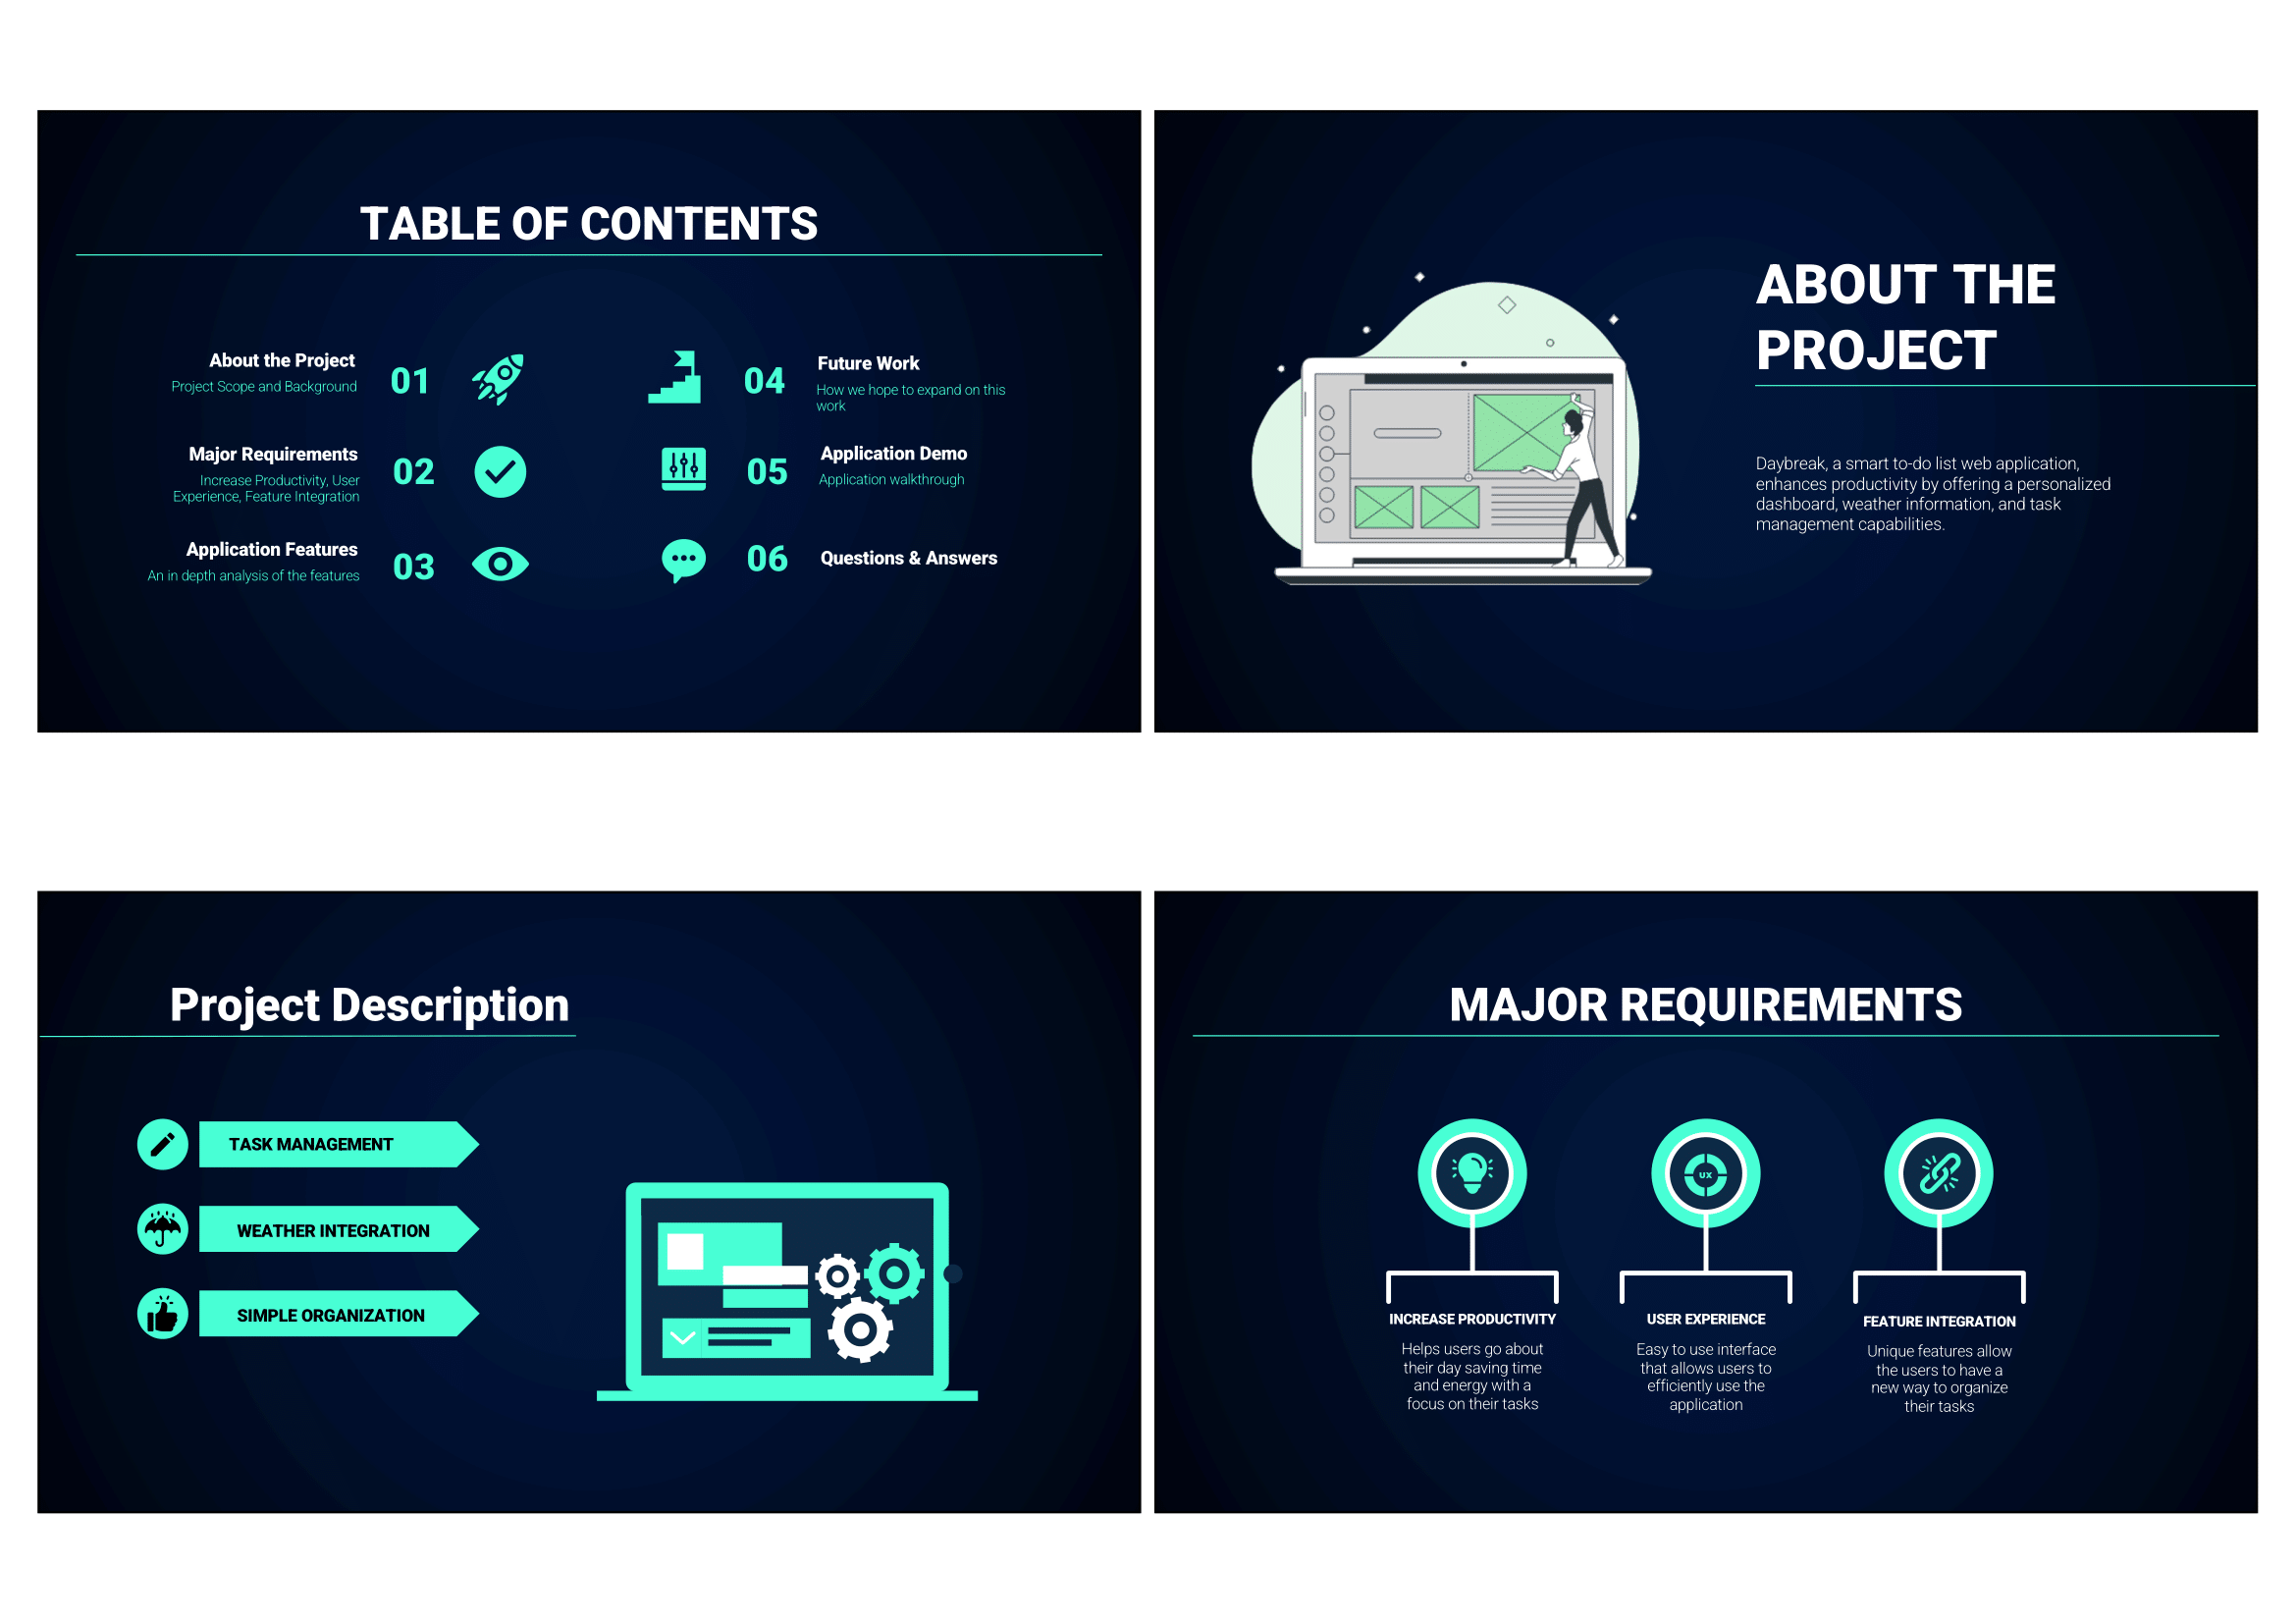 TABLE OF CONTENTS
About the Project
Project Scope and Background
01
Major Requirements
Increase Productivity, User
Experience, Feature Integration
02
Application Features
An in depth analysis of the features
03
04
Future Work
How we hope to expand on this
work
05
Application Demo
Application walkthrough
06
Questions & Answers
ABOUT THE
PROJECT
Daybreak, a smart to-do list web application,
enhances productivity by offering a personalized
dashboard, weather information, and task
management capabilities.
Project Description
TASK MANAGEMENT
WEATHER INTEGRATION
SIMPLE ORGANIZATION
MAJOR REQUIREMENTS
INCREASE PRODUCTIVITY
Helps users go about
their day saving time
and energy with a
focus on their tasks
UX
USER EXPERIENCE
Easy to use interface
that allows users to
efficiently use the
application
FEATURE INTEGRATION
Unique features allow
the users to have a
new way to organize
their tasks